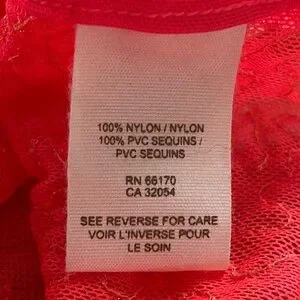 100% NYLON / NYLON
100% PVC SEQUINS /
PVC SEQUINS
RN 66170
CA 32054
SEE REVERSE FOR CARE
VOIR L'INVERSE POUR
LE SOIN